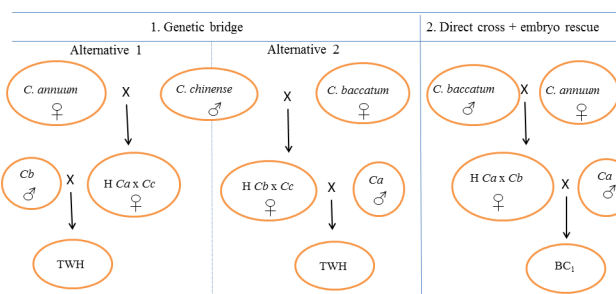 1. Genetic bridge
2. Direct cross + embryo rescue
Alternative 1
Alternative 2
C. annuum
♀
X
C. chinense
♂
X
C. baccatum
♀
C. baccatum
♂
X
C. annuum
♀
Cb
♂
X
H Ca x Cc
♀
H Cb x Cc
♀
X
Ca
♂
H Ca x Cb
♀
X
Ca
♂
TWH
TWH
BC₁